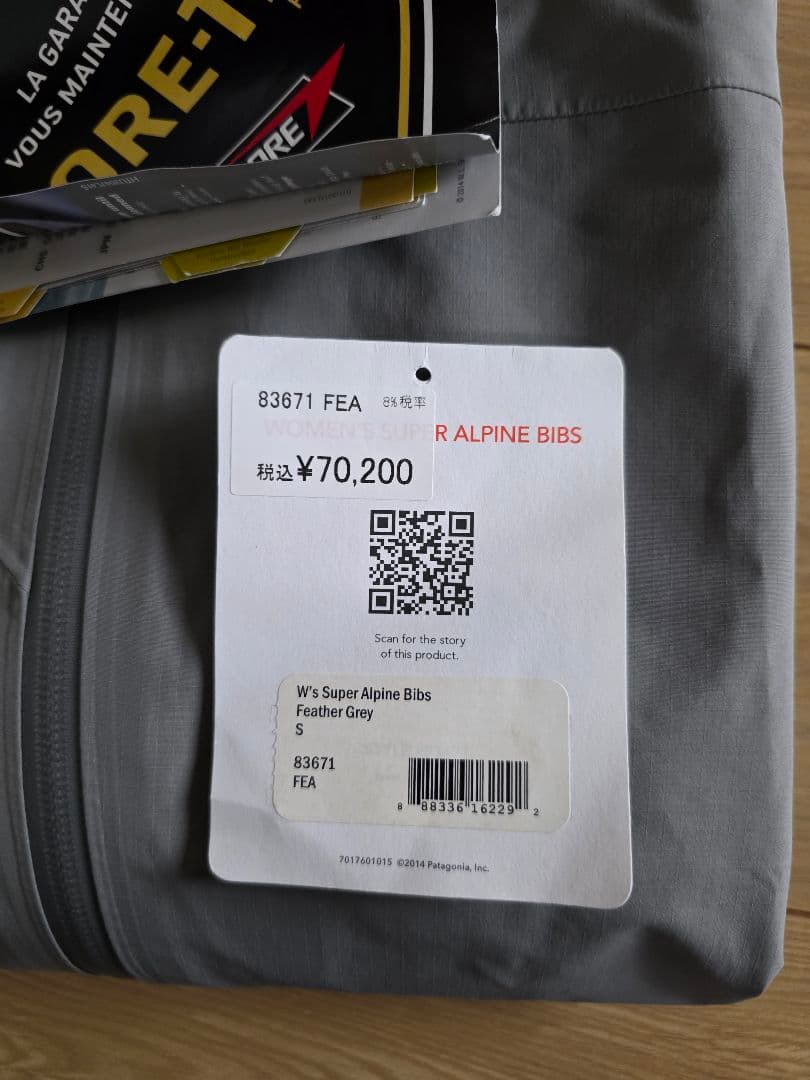 LA GARA
VOUS MAINTE
ORE-T
ORE
83671 FEA 8%税率
WOMEN'S SUPER ALPINE BIBS
税込¥70,200
Scan for the story
of this product.
W's Super Alpine Bibs
Feather Grey
S
83671
FEA
8 88336 16229 2
7017601015 ©2014 Patagonia, Inc.